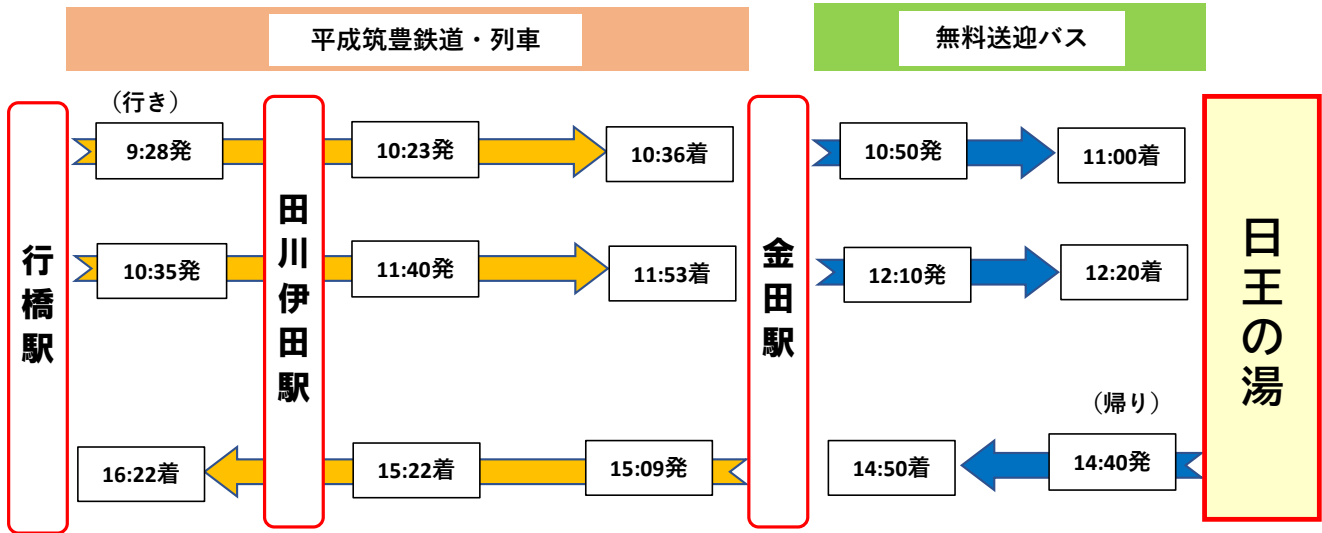 平成筑豊鉄道・列車
無料送迎バス
（行き）
行橋駅
9:28発
田川伊田駅
10:23発
10:36着
金田駅
10:50発
11:00着
日王の湯
10:35発
11:40発
11:53着
12:10発
12:20着
（帰り）
16:22着
15:22着
15:09発
14:50着
14:40発